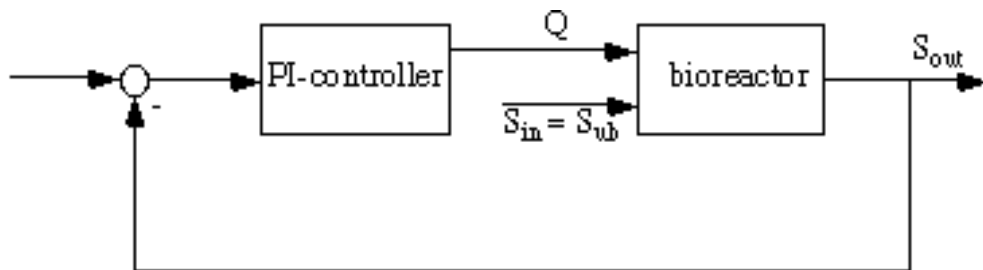 Q
PI-controller
bioreactor
S_out
S_in = S_ub
-